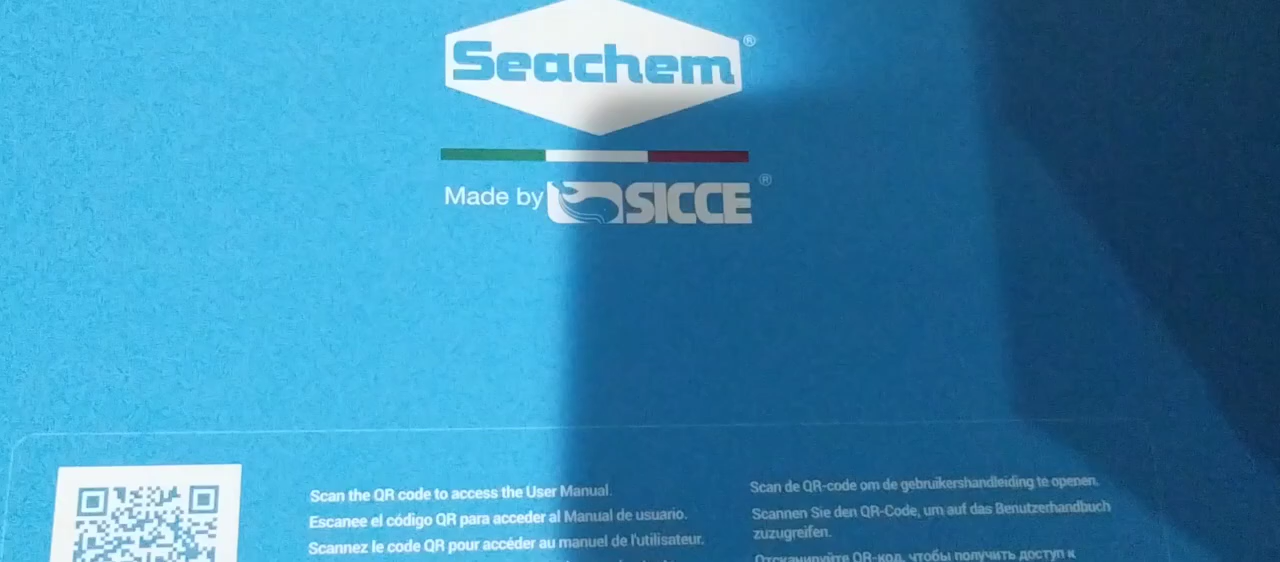 Seachem®
Made by SICCE®
Scan the QR code to access the User Manual.
Escanee el código QR para acceder al Manual de usuario.
Scannez le code QR pour accéder au manuel de l'utilisateur.
Scan de QR-code om de gebruikershandleiding te openen.
Scannen Sie den QR-Code, um auf das Benutzerhandbuch
zuzugreifen.
Отсканируйте QR-код, чтобы получить доступ к